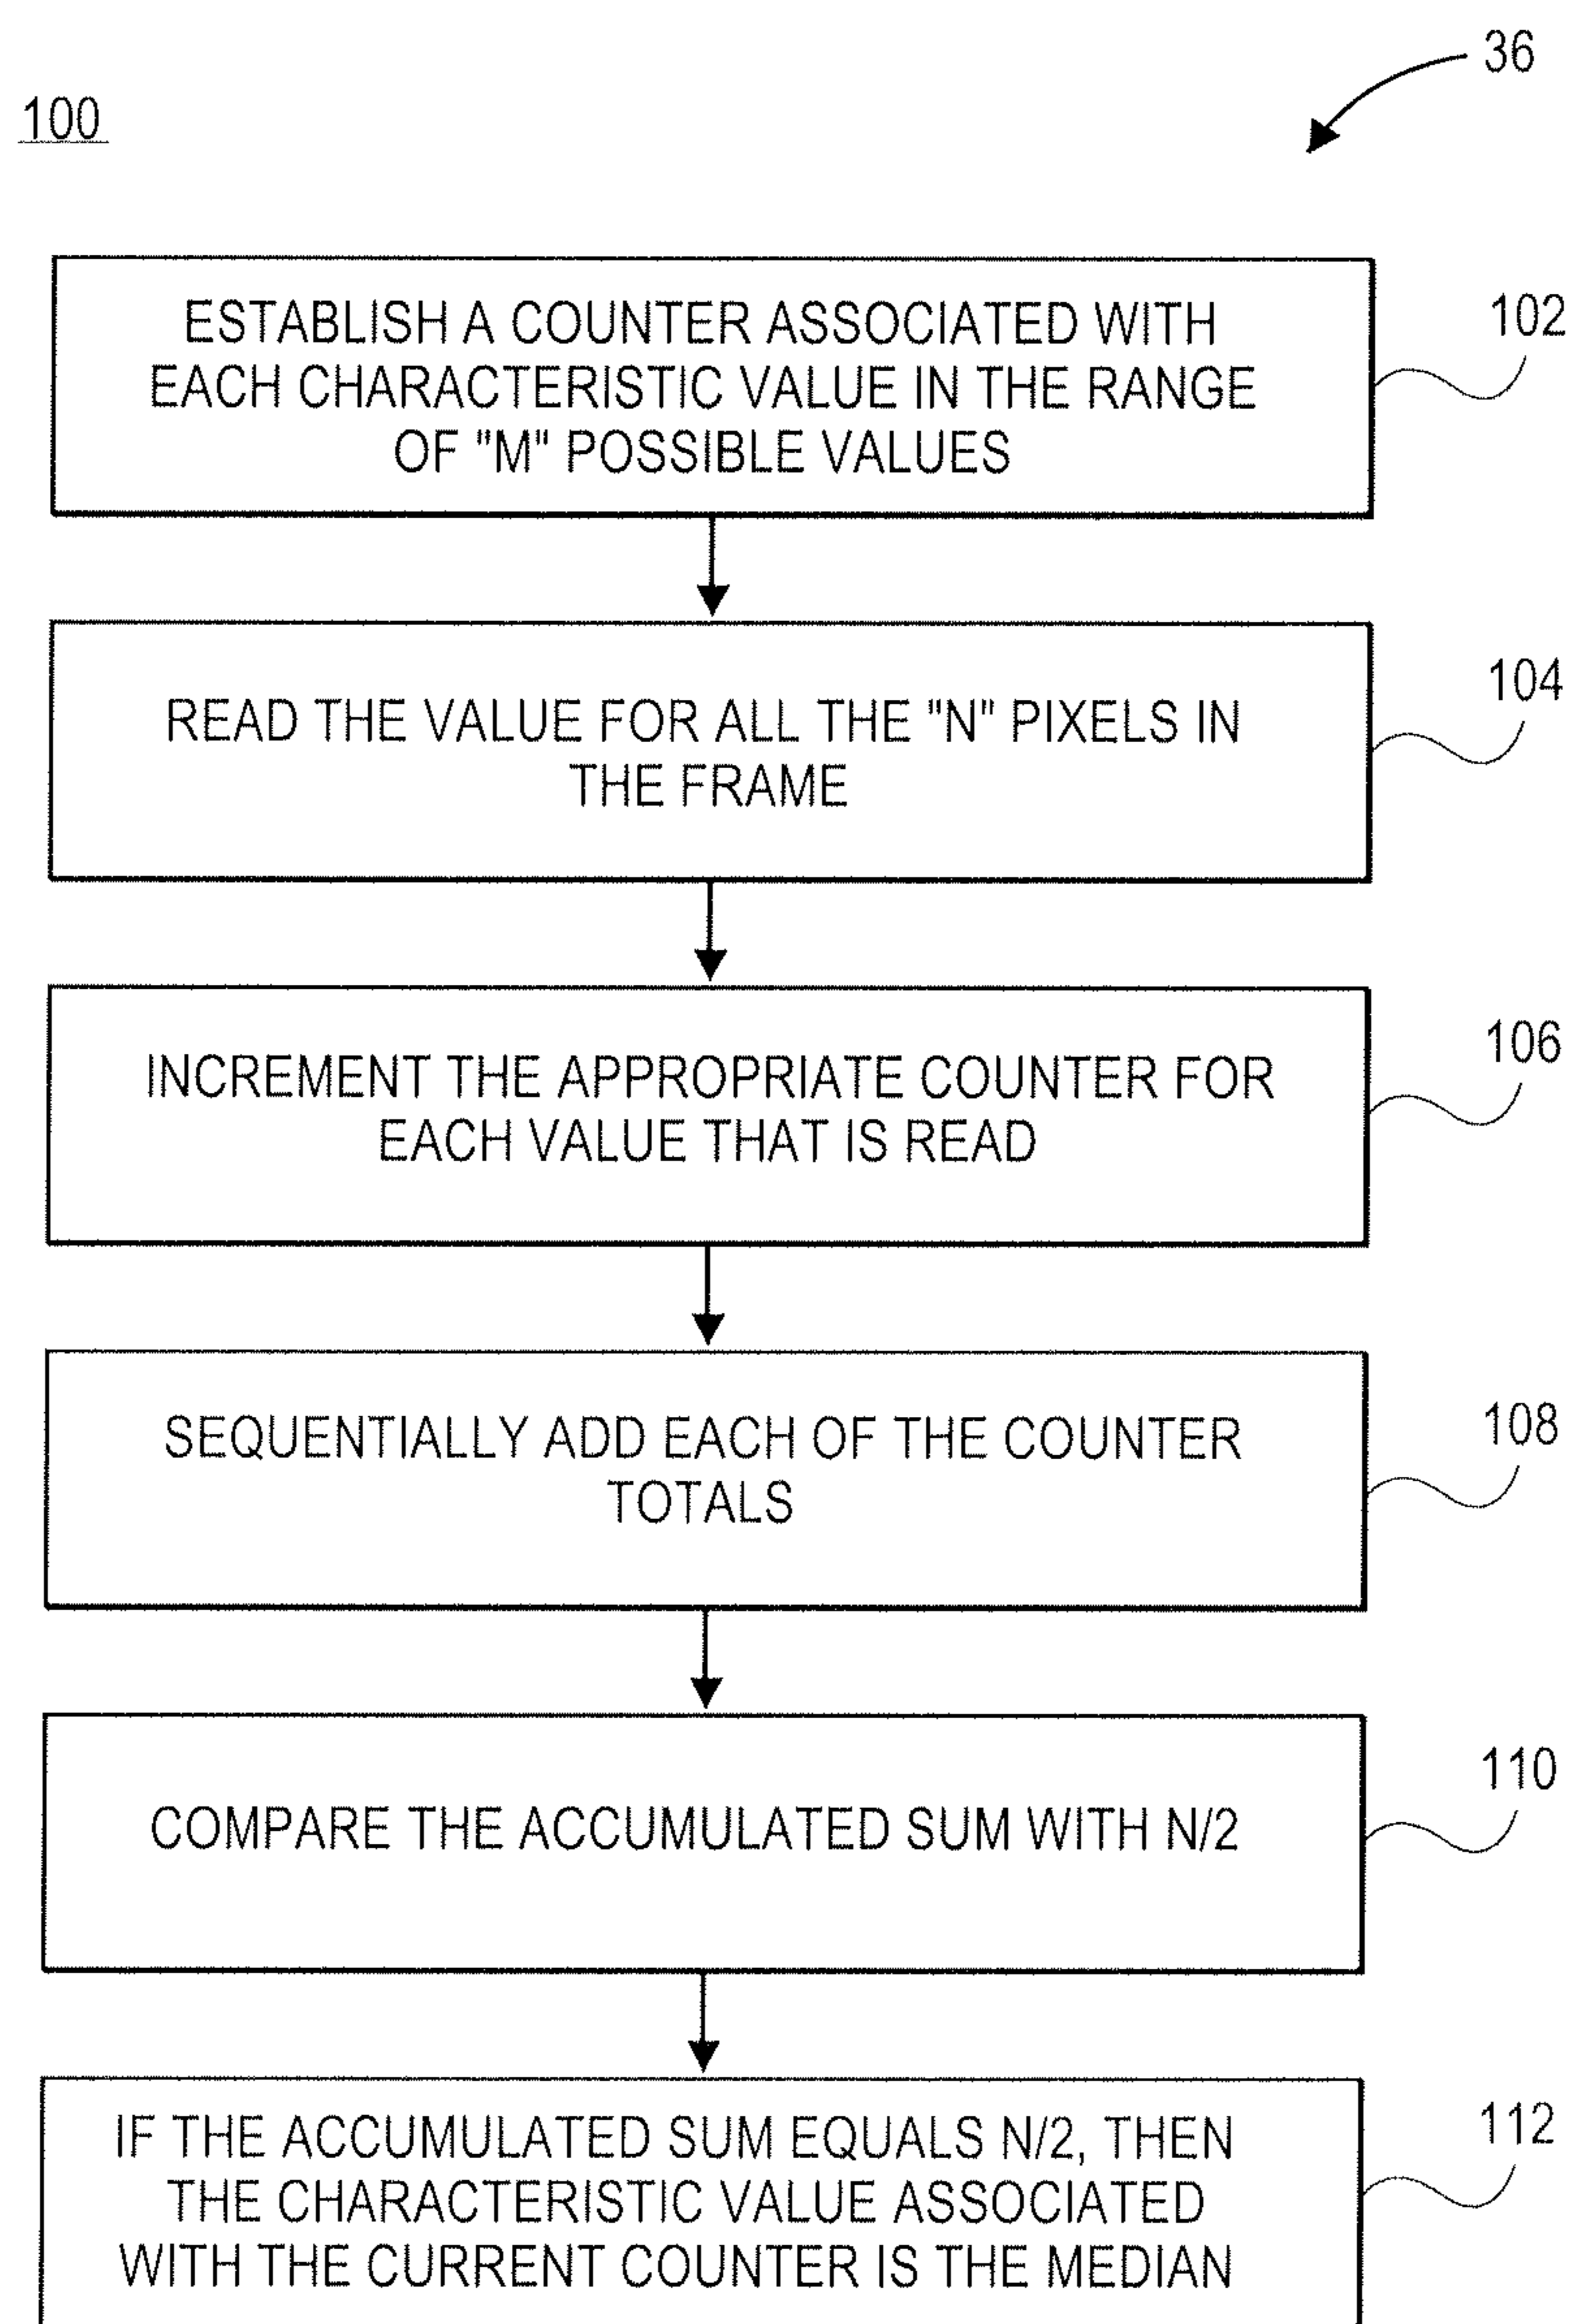 36
100
ESTABLISH A COUNTER ASSOCIATED WITH
EACH CHARACTERISTIC VALUE IN THE RANGE
OF "M" POSSIBLE VALUES
102
READ THE VALUE FOR ALL THE "N" PIXELS IN
THE FRAME
104
INCREMENT THE APPROPRIATE COUNTER FOR
EACH VALUE THAT IS READ
106
SEQUENTIALLY ADD EACH OF THE COUNTER
TOTALS
108
COMPARE THE ACCUMULATED SUM WITH N/2
110
IF THE ACCUMULATED SUM EQUALS N/2, THEN
THE CHARACTERISTIC VALUE ASSOCIATED
WITH THE CURRENT COUNTER IS THE MEDIAN
112